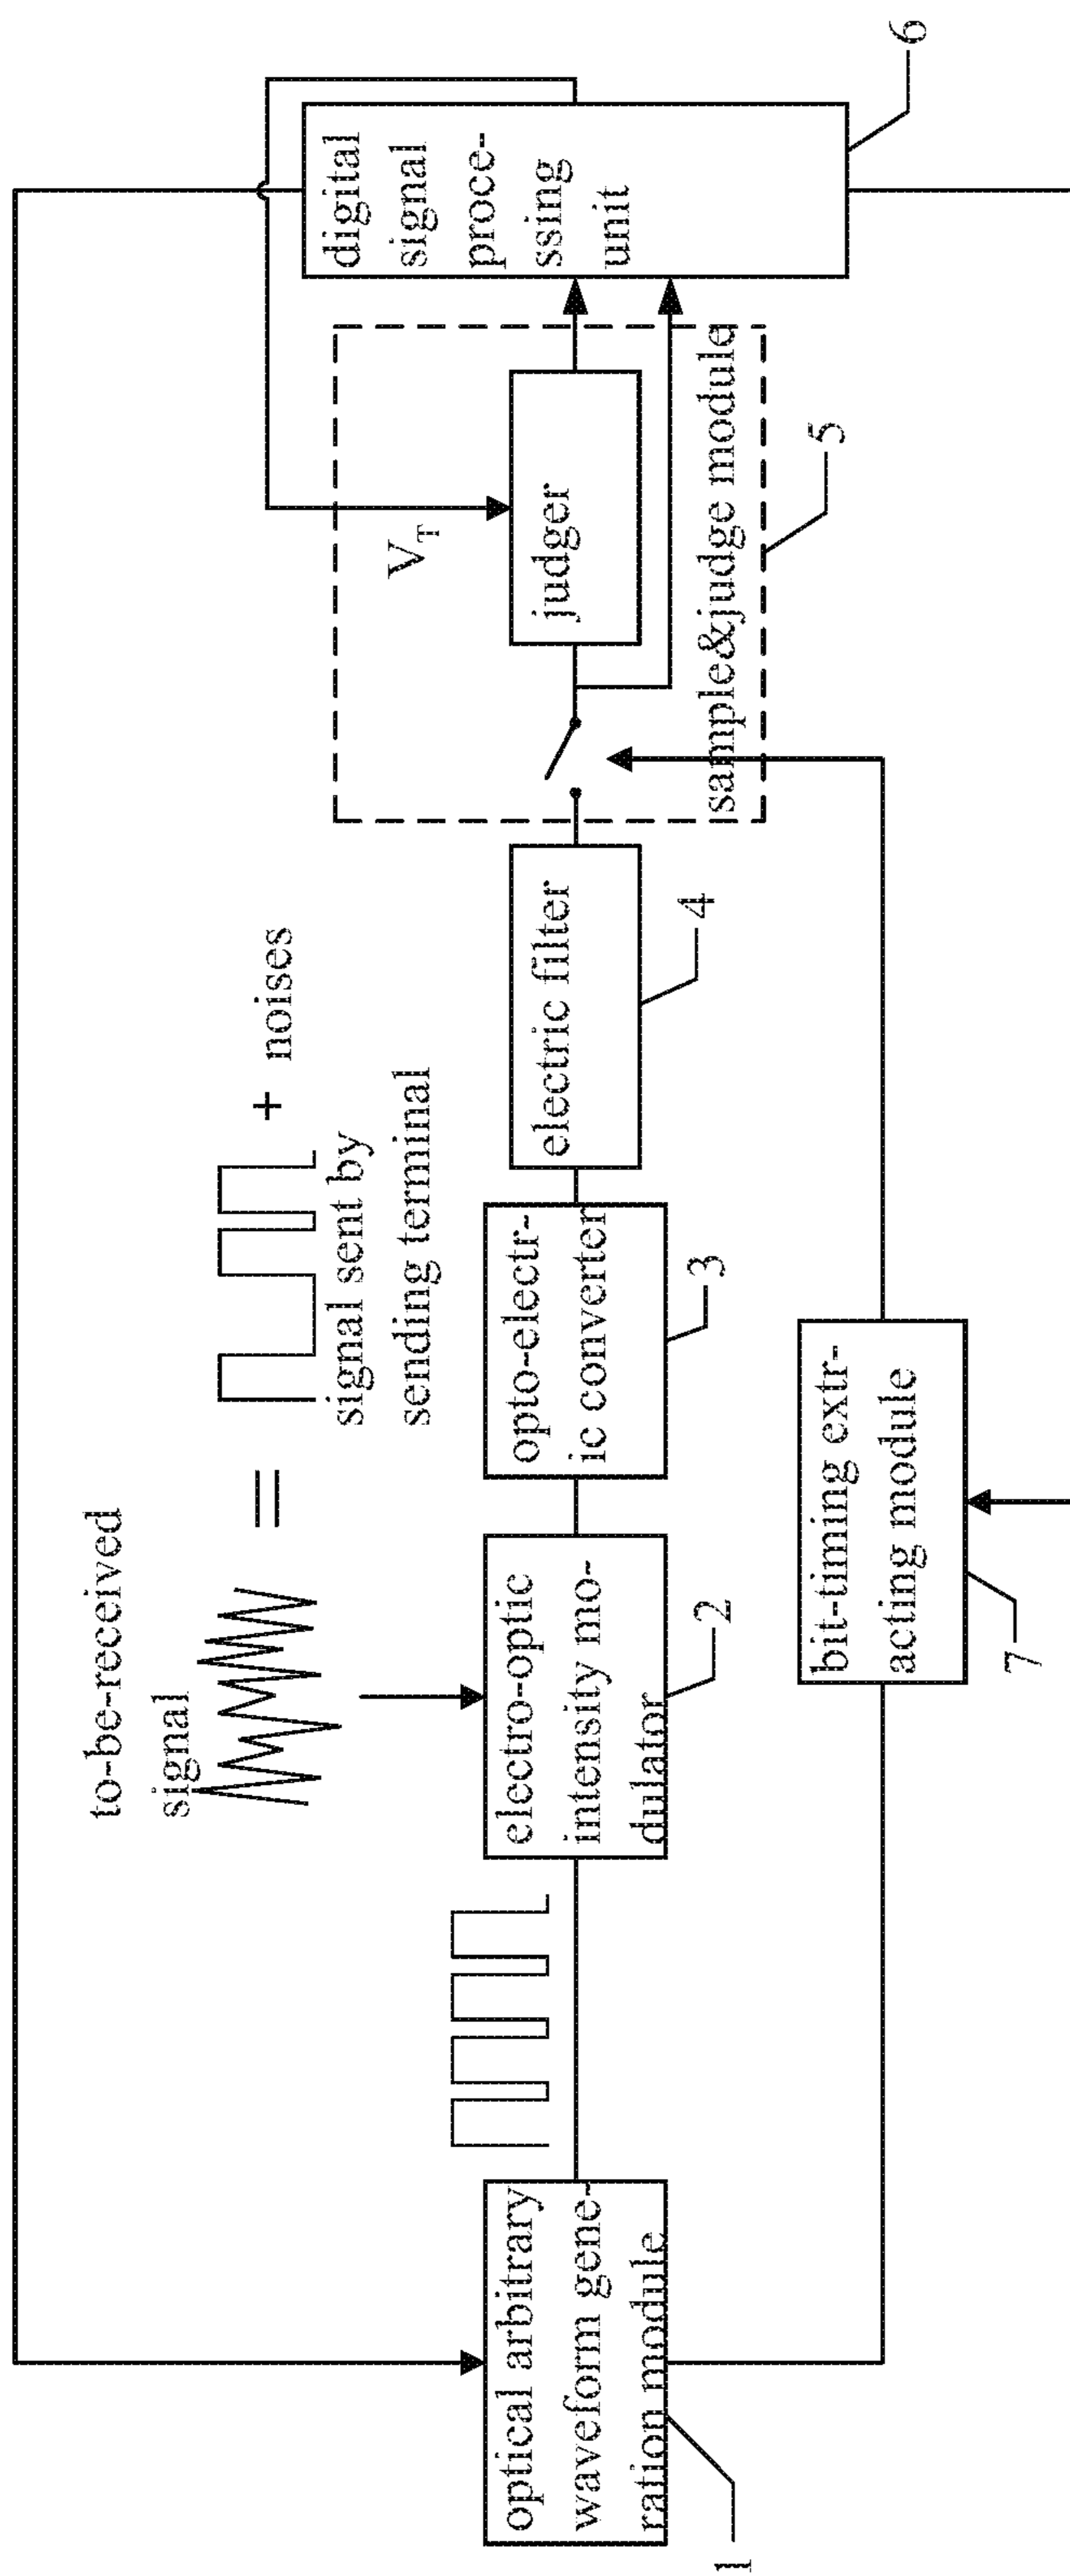 to-be-received
signal
=
+ noises
signal sent by
sending terminal
optical arbitrary
waveform gene-
ration module
1
electro-optic
intensity mo-
dulator
2
opto-electr-
ic converter
3
electric filter
4
V_T
judger
sample&judge module
5
digital
signal
proce-
ssing
unit
6
bit-timing extr-
acting module
7